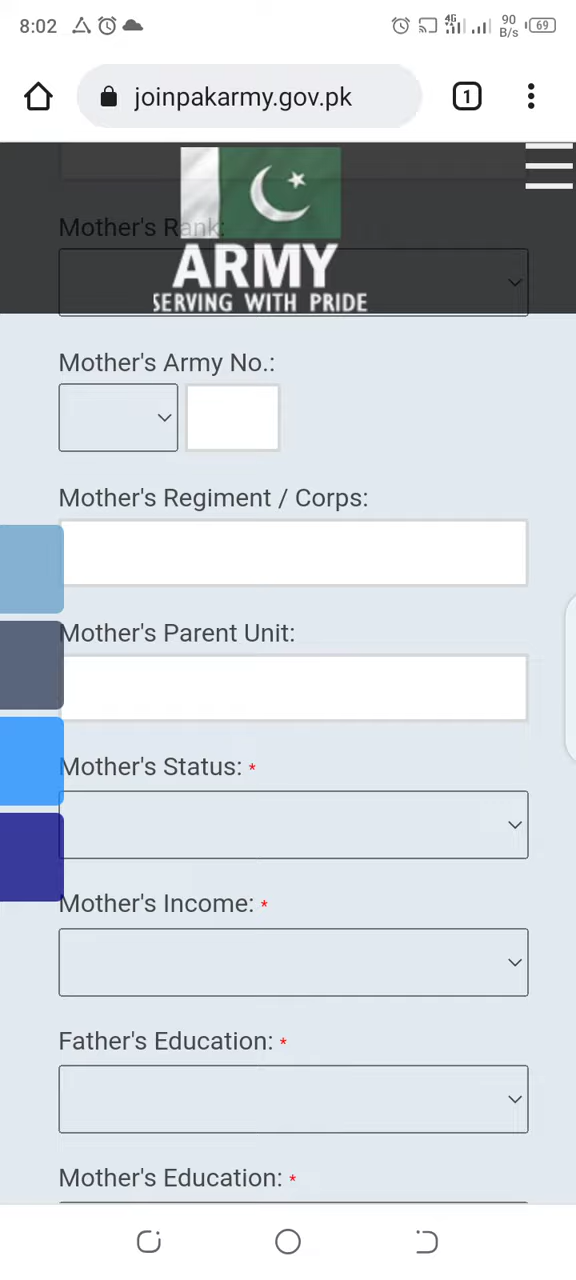 8:02
4G
90
B/s
69
joinpakarmy.gov.pk
1
Mother's Rank:
ARMY
SERVING WITH PRIDE
Mother's Army No.:
Mother's Regiment / Corps:
Mother's Parent Unit:
Mother's Status: *
Mother's Income: *
Father's Education: *
Mother's Education: *